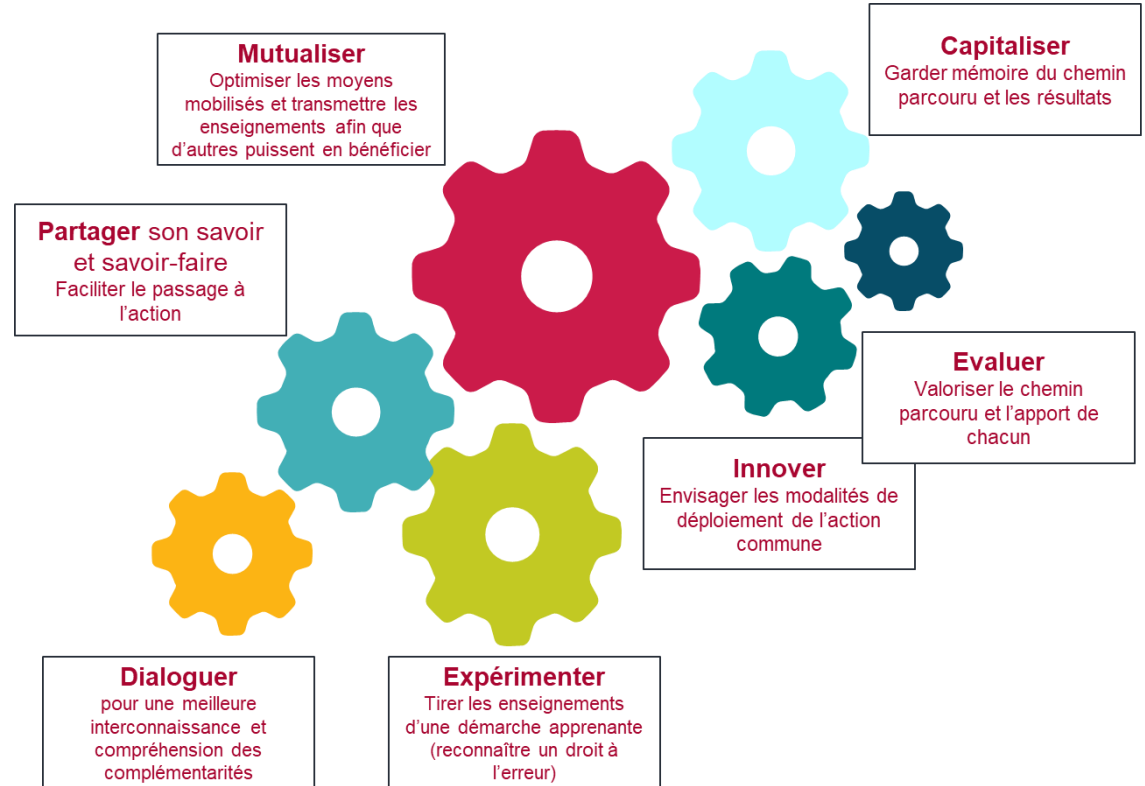 Mutualiser
Optimiser les moyens
mobilisés et transmettre les
enseignements afin que
d'autres puissent en bénéficier
Capitaliser
Garder mémoire du chemin
parcouru et les résultats
Partager son savoir
et savoir-faire
Faciliter le passage à
l'action
Evaluer
Valoriser le chemin
parcouru et l'apport de
chacun
Innover
Envisager les modalités de
déploiement de l'action
commune
Dialoguer
pour une meilleure
interconnaissance et
compréhension des
complémentarités
Expérimenter
Tirer les enseignements
d'une démarche apprenante
(reconnaître un droit à
l'erreur)